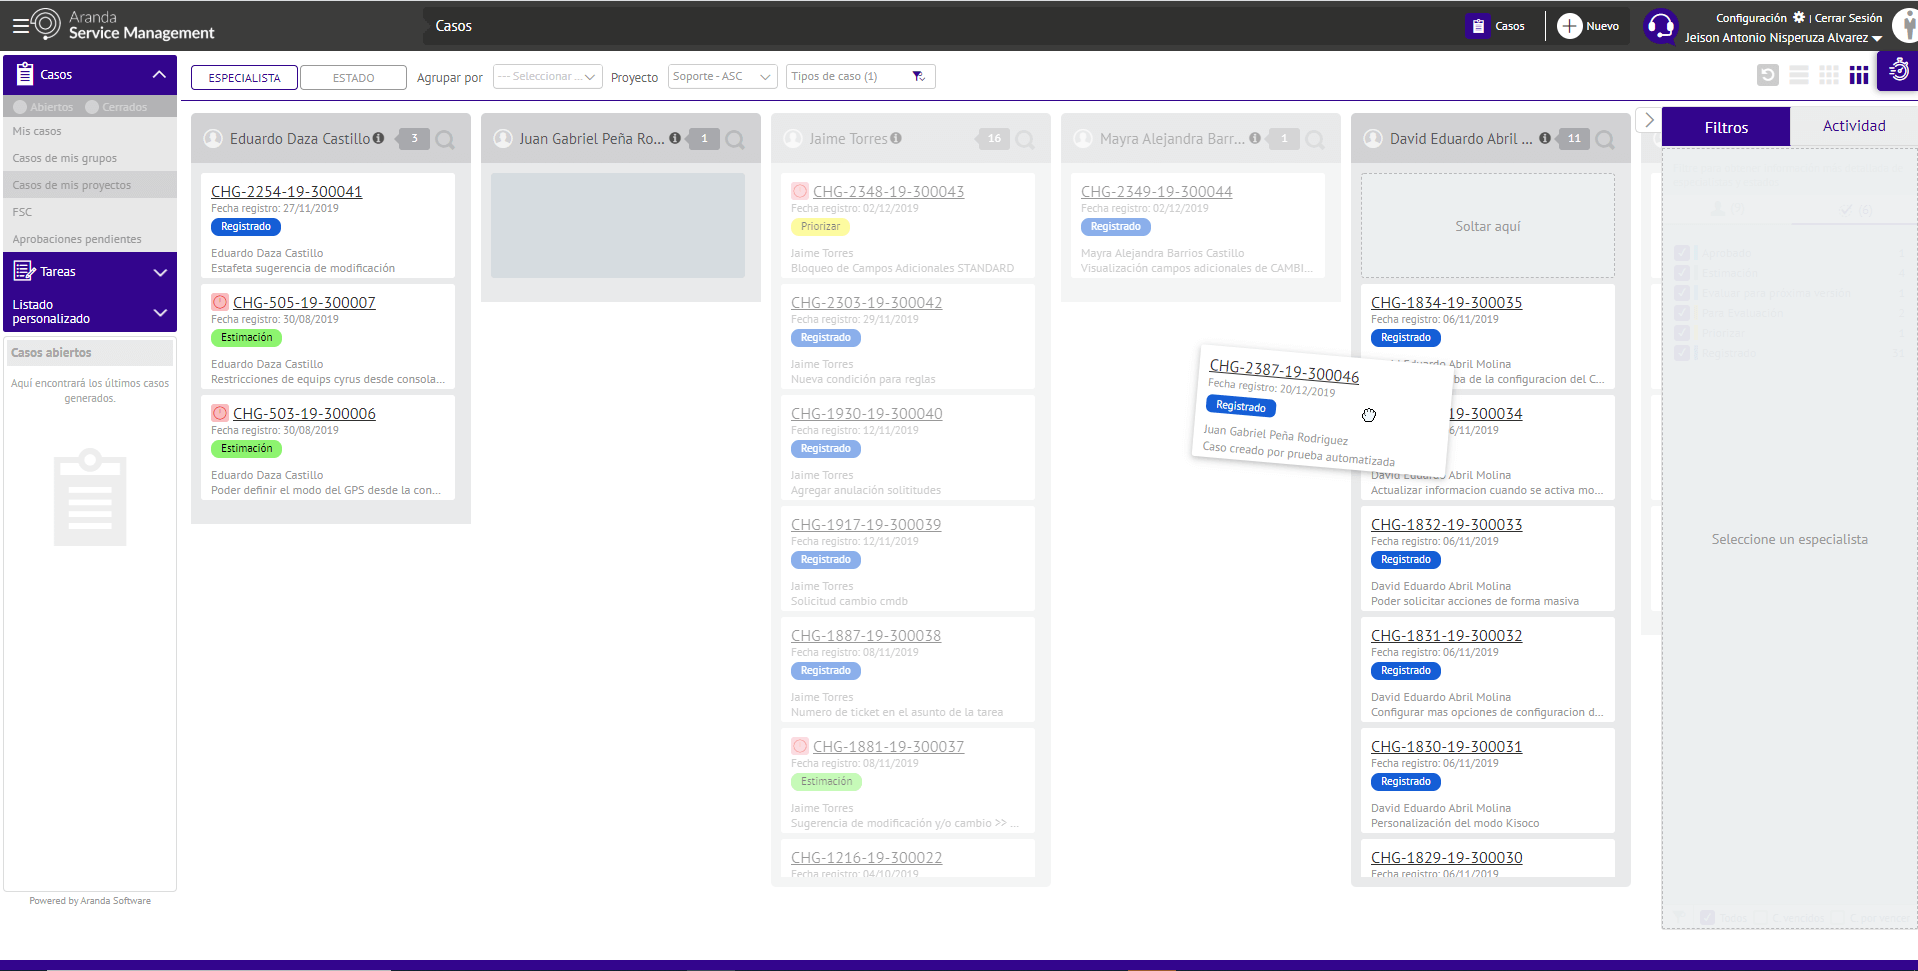 Aranda
Service Management
Casos
Casos
Nuevo
Configuración | Cerrar Sesión
Jeison Antonio Nisperuza Alvarez
Casos
Abiertos Cerrados
Mis casos
Casos de mis grupos
Casos de mis proyectos
FSC
Aprobaciones pendientes
Tareas
Listado
personalizado
Casos abiertos
Aquí encontrará los últimos casos
generados.
Powered by Aranda Software
ESPECIALISTA
ESTADO
Agrupar por
--- Seleccionar ...
Proyecto
Soporte - ASC
Tipos de caso (1)
Eduardo Daza Castillo 3
CHG-2254-19-300041
Fecha registro: 27/11/2019
Registrado
Eduardo Daza Castillo
Estafeta sugerencia de modificación
CHG-505-19-300007
Fecha registro: 30/08/2019
Estimación
Eduardo Daza Castillo
Restricciones de equips cyrus desde consola...
CHG-503-19-300006
Fecha registro: 30/08/2019
Estimación
Eduardo Daza Castillo
Poder definir el modo del GPS desde la con...
Juan Gabriel Peña Ro... 1
Jaime Torres 16
CHG-2348-19-300043
Fecha registro: 02/12/2019
Priorizar
Jaime Torres
Bloqueo de Campos Adicionales STANDARD
CHG-2303-19-300042
Fecha registro: 29/11/2019
Registrado
Jaime Torres
Nueva condición para reglas
CHG-1930-19-300040
Fecha registro: 12/11/2019
Registrado
Jaime Torres
Agregar anulación solititudes
CHG-1917-19-300039
Fecha registro: 12/11/2019
Registrado
Jaime Torres
Solicitud cambio cmdb
CHG-1887-19-300038
Fecha registro: 08/11/2019
Registrado
Jaime Torres
Numero de ticket en el asunto de la tarea
CHG-1881-19-300037
Fecha registro: 08/11/2019
Estimación
Jaime Torres
Sugerencia de modificación y/o cambio >> ...
CHG-1216-19-300022
Fecha registro: 04/10/2019
Mayra Alejandra Barr... 1
CHG-2349-19-300044
Fecha registro: 02/12/2019
Registrado
Mayra Alejandra Barrios Castillo
Visualización campos adicionales de CAMBI...
CHG-2387-19-300046
Fecha registro: 20/12/2019
Registrado
Juan Gabriel Peña Rodriguez
Caso creado por prueba automatizada
David Eduardo Abril ... 11
Soltar aquí
CHG-1834-19-300035
Fecha registro: 06/11/2019
Registrado
David Eduardo Abril Molina
ba de la configuracion del C...
19-300034
6/11/2019
David Eduardo Abril Molina
Actualizar informacion cuando se activa mo...
CHG-1832-19-300033
Fecha registro: 06/11/2019
Registrado
David Eduardo Abril Molina
Poder solicitar acciones de forma masiva
CHG-1831-19-300032
Fecha registro: 06/11/2019
Registrado
David Eduardo Abril Molina
Configurar mas opciones de configuracion d...
CHG-1830-19-300031
Fecha registro: 06/11/2019
Registrado
David Eduardo Abril Molina
Personalización del modo Kisoco
CHG-1829-19-300030
Fecha registro: 06/11/2019
Filtros
Actividad
Seleccione un especialista